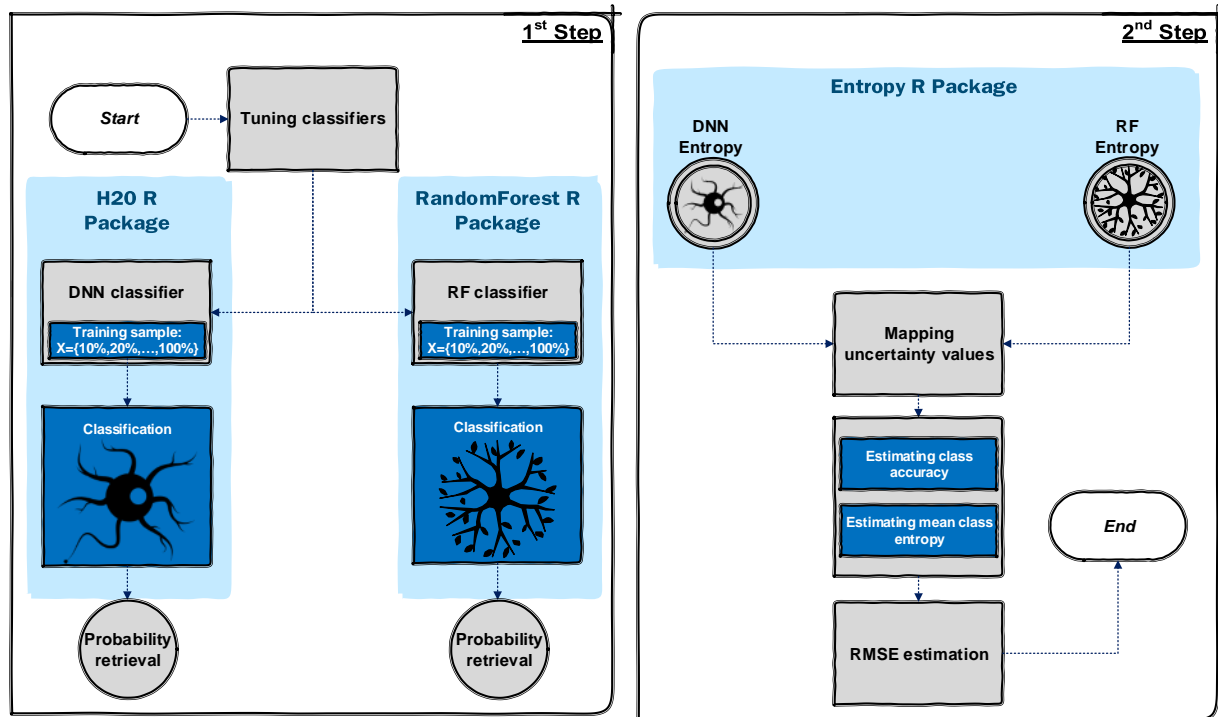 1st Step
Start
Tuning classifiers
H20 R
Package
DNN classifier
Training sample:
X={10%,20%,…,100%}
Classification
Probability
retrieval
RandomForest R
Package
RF classifier
Training sample:
X={10%,20%,…,100%}
Classification
Probability
retrieval
2nd Step
Entropy R Package
DNN
Entropy
RF
Entropy
Mapping
uncertainty values
Estimating class
accuracy
Estimating mean class
entropy
RMSE estimation
End